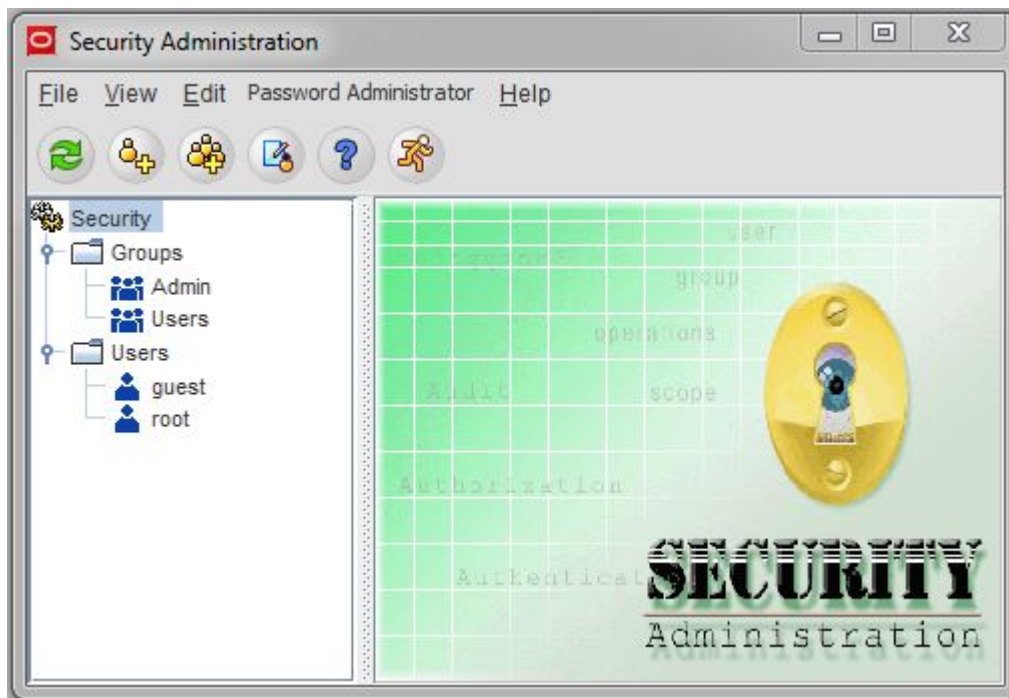 Security Administration
File View Edit Password Administrator Help
Security
Groups
Admin
Users
Users
guest
root
user
group
operations
Audit
scope
Authorization
SECURITY
Administration